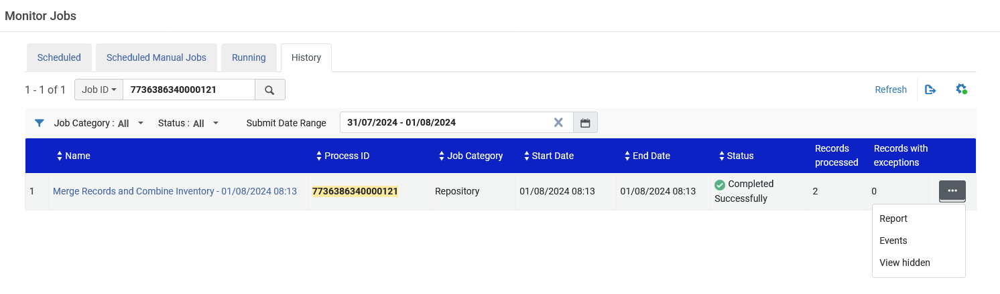 Monitor Jobs
Scheduled Scheduled Manual Jobs Running History
1 - 1 of 1 Job ID 7736386340000121 Refresh
Job Category : All Status : All Submit Date Range 31/07/2024 - 01/08/2024
Name Process ID Job Category Start Date End Date Status Records processed Records with exceptions
1 Merge Records and Combine Inventory - 01/08/2024 08:13 7736386340000121 Repository 01/08/2024 08:13 01/08/2024 08:13 Completed Successfully 2 0
Report
Events
View hidden